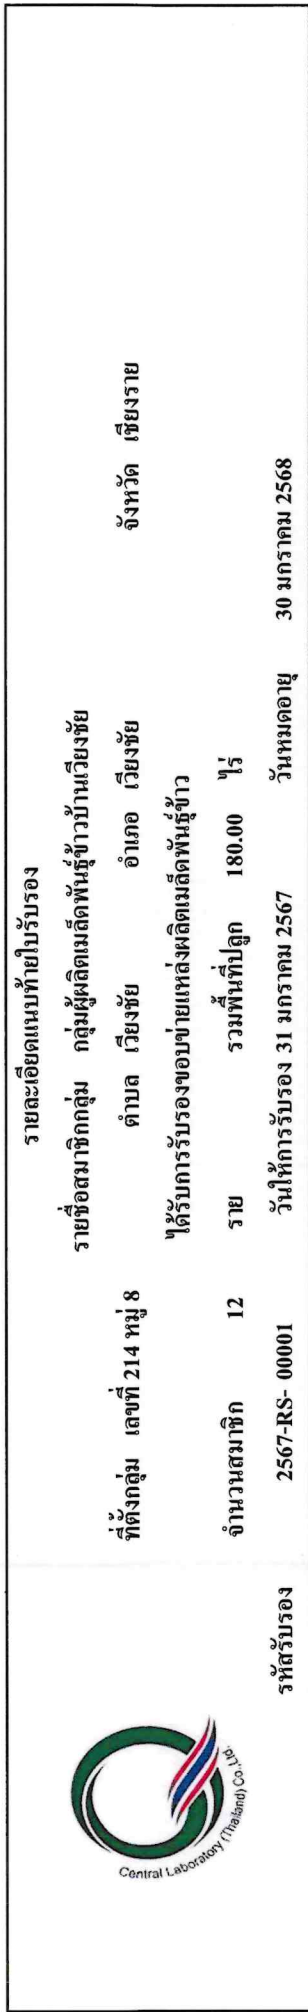 รายละเอียดแนบท้ายใบรับรอง
รายชื่อสมาชิกกลุ่ม กลุ่มผู้ผลิตเมล็ดพันธุ์ข้าวบ้านเวียงชัย
ที่ตั้งกลุ่ม เลขที่ 214 หมู่ 8 ตำบล เวียงชัย อำเภอ เวียงชัย จังหวัด เชียงราย
ได้รับการรับรองขอบข่ายแหล่งผลิตเมล็ดพันธุ์ข้าว
จำนวนสมาชิก 12 ราย รวมพื้นที่ปลูก 180.00 ไร่
รหัสรับรอง 2567-RS- 00001 วันให้การรับรอง 31 มกราคม 2567 วันหมดอายุ 30 มกราคม 2568
Central Laboratory (Thailand) Co.,Ltd.